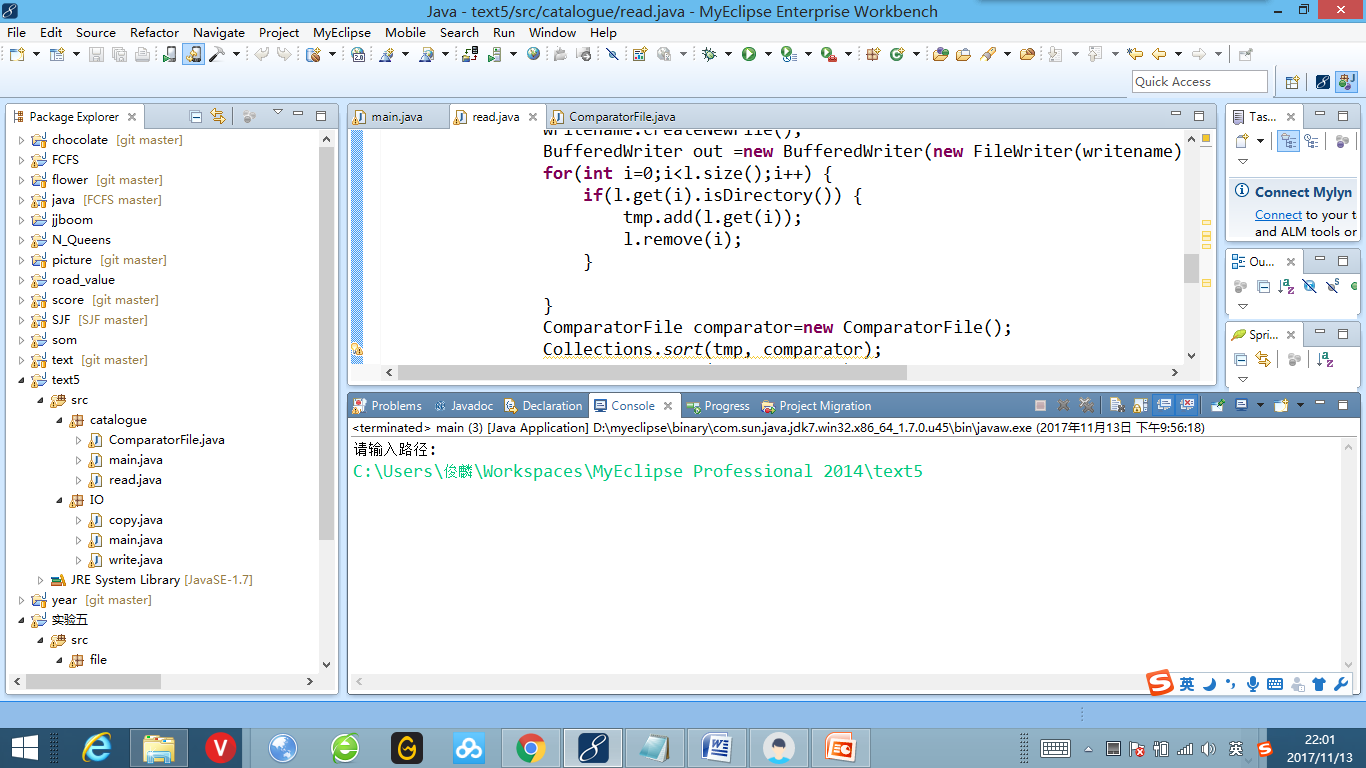 Java - text5/src/catalogue/read.java - MyEclipse Enterprise Workbench
File Edit Source Refactor Navigate Project MyEclipse Mobile Search Run Window Help
Quick Access
Package Explorer
chocolate [git master]
FCFS
flower [git master]
java [FCFS master]
jjboom
N_Queens
picture [git master]
road_value
score [git master]
SJF [SJF master]
som
text [git master]
text5
src
catalogue
ComparatorFile.java
main.java
read.java
IO
copy.java
main.java
write.java
JRE System Library [JavaSE-1.7]
year [git master]
实验五
src
file
main.java read.java ComparatorFile.java
writename.createNewFile();
BufferedWriter out =new BufferedWriter(new FileWriter(writename)
for(int i=0;i<l.size();i++) {
if(l.get(i).isDirectory()) {
tmp.add(l.get(i));
l.remove(i);
}
}
ComparatorFile comparator=new ComparatorFile();
Collections.sort(tmp, comparator);
Tas...
Connect Mylyn
Connect to your t
and ALM tools or
Ou...
Spri...
Problems Javadoc Declaration Console Progress Project Migration
<terminated> main (3) [Java Application] D:\myeclipse\binary\com.sun.java.jdk7.win32.x86_64_1.7.0.u45\bin\javaw.exe (2017年11月13日 下午9:56:18)
请输入路径:
C:\Users\俊麟\Workspaces\MyEclipse Professional 2014\text5
英
英
22:01
2017/11/13